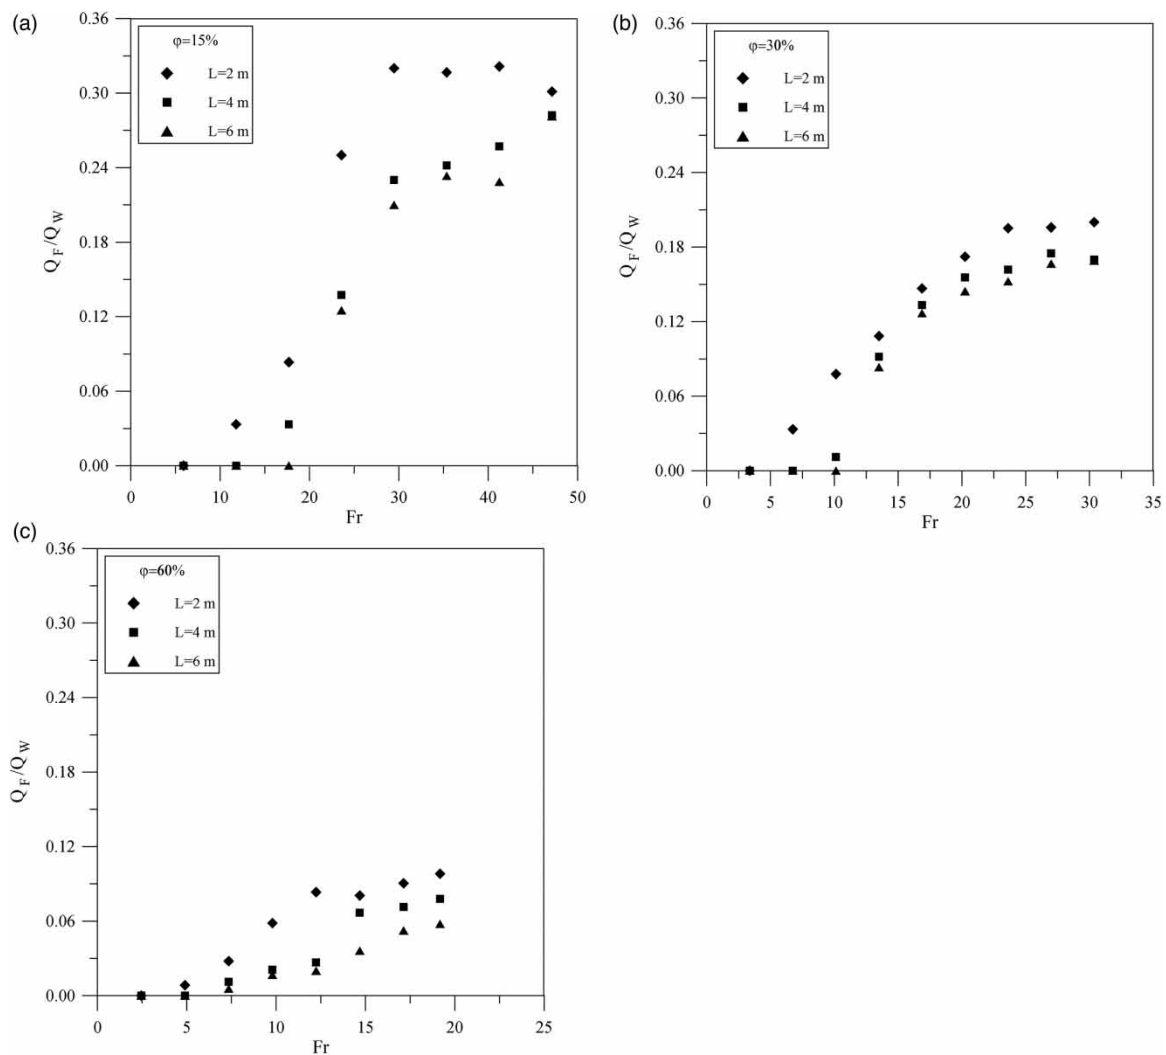 (a)
0.36
0.30
0.24
0.18
0.12
0.06
0.00
Q_F/Q_W
φ=15%
L=2 m
L=4 m
L=6 m
0 10 20 30 40 50
Fr
(b)
0.36
0.30
0.24
0.18
0.12
0.06
0.00
Q_F/Q_W
φ=30%
L=2 m
L=4 m
L=6 m
0 5 10 15 20 25 30 35
Fr
(c)
0.36
0.30
0.24
0.18
0.12
0.06
0.00
Q_F/Q_W
φ=60%
L=2 m
L=4 m
L=6 m
0 5 10 15 20 25
Fr